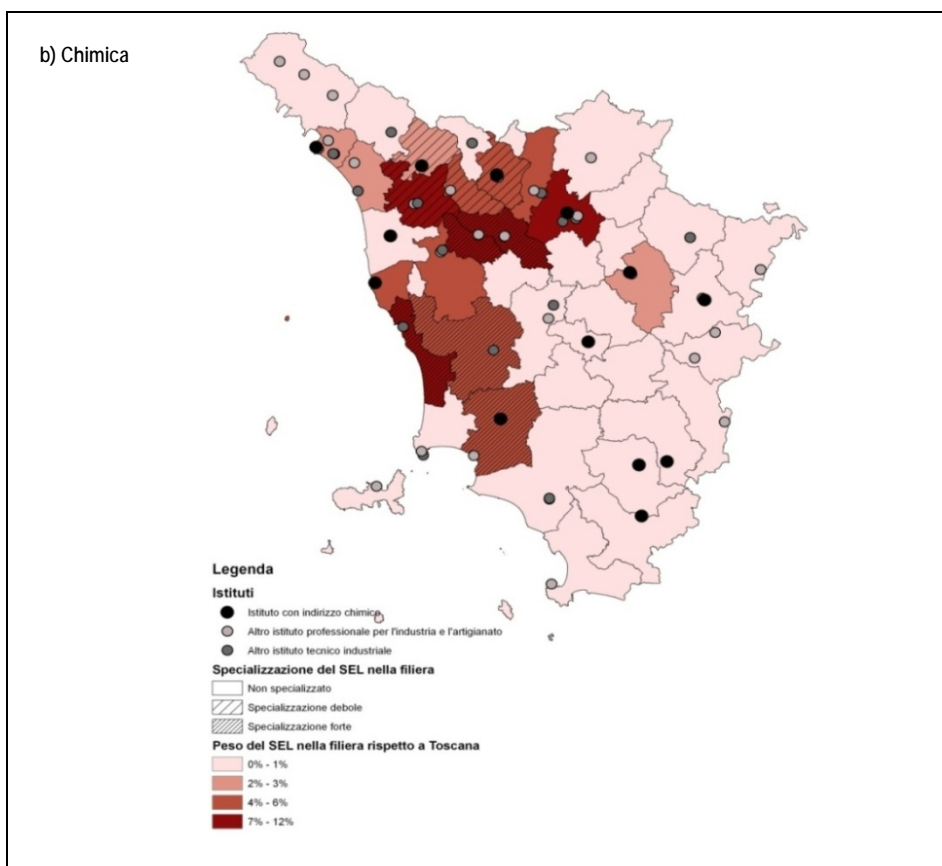 b) Chimica
Legenda
Istituti
Istituto con indirizzo chimico
Altro istituto professionale per l'industria e l'artigianato
Altro istituto tecnico industriale
Specializzazione del SEL nella filiera
Non specializzato
Specializzazione debole
Specializzazione forte
Peso del SEL nella filiera rispetto a Toscana
0% - 1%
2% - 3%
4% - 6%
7% - 12%